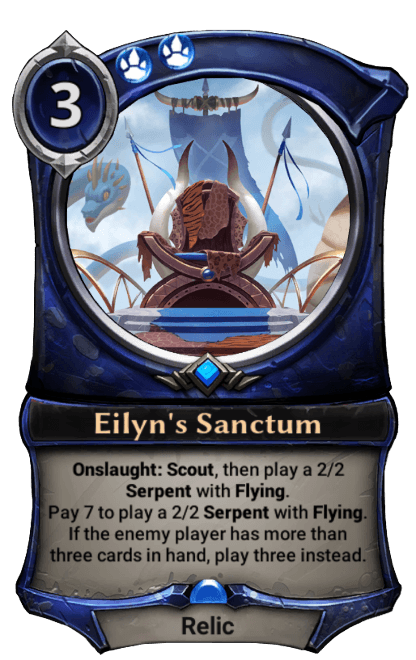 3
Eilyn's Sanctum
Onslaught: Scout, then play a 2/2
Serpent with Flying.
Pay 7 to play a 2/2 Serpent with Flying.
If the enemy player has more than
three cards in hand, play three instead.
Relic